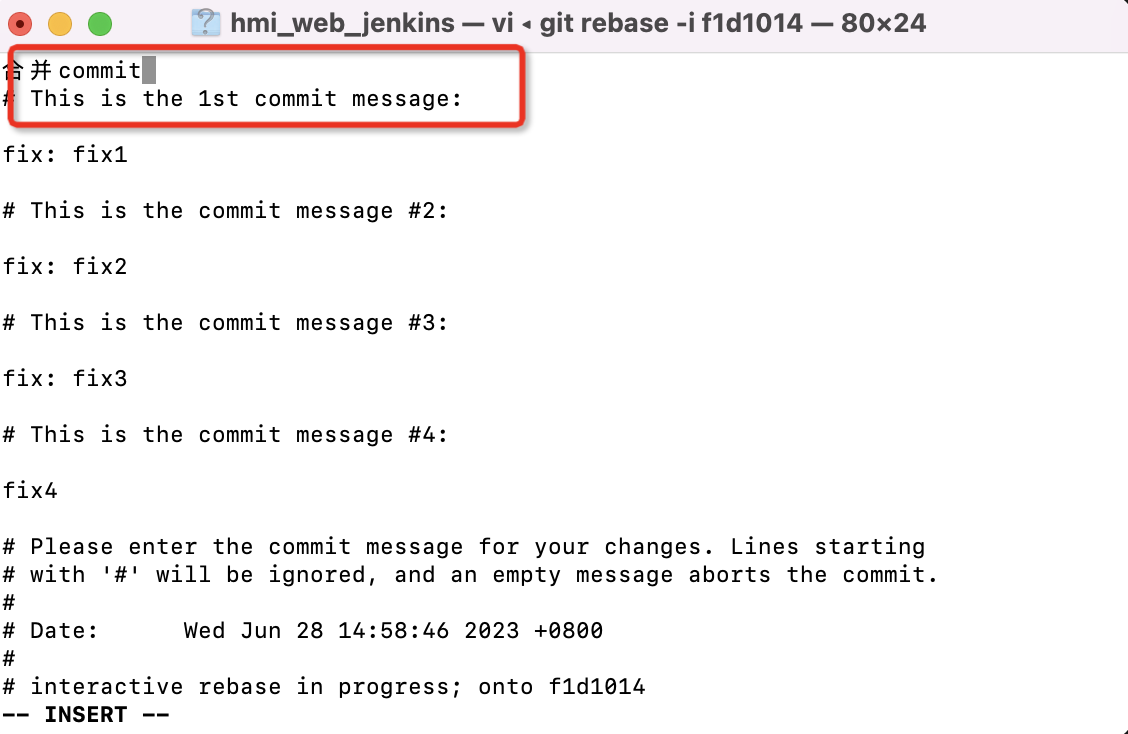 hmi_web_jenkins — vi ◂ git rebase -i f1d1014 — 80×24
合并commit
# This is the 1st commit message:
fix: fix1
# This is the commit message #2:
fix: fix2
# This is the commit message #3:
fix: fix3
# This is the commit message #4:
fix4
# Please enter the commit message for your changes. Lines starting
# with '#' will be ignored, and an empty message aborts the commit.
#
# Date:      Wed Jun 28 14:58:46 2023 +0800
#
# interactive rebase in progress; onto f1d1014
-- INSERT --